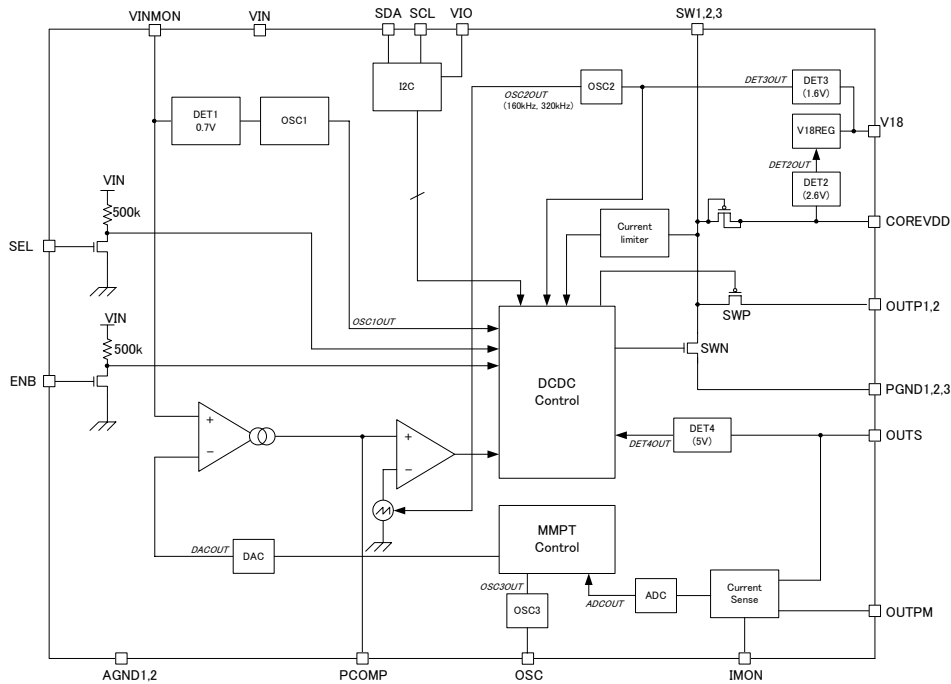 VINMON
VIN
SDA
SCL
VIO
SW1,2,3
I2C
OSC2OUT
(160kHz, 320kHz)
OSC2
DET3OUT
DET3
(1.6V)
DET1
0.7V
OSC1
V18REG
V18
DET2OUT
DET2
(2.6V)
VIN
500k
SEL
Current
limiter
COREVDD
OUTP1,2
SWP
VIN
500k
OSC1OUT
SWN
ENB
DCDC
Control
PGND1,2,3
+
−
+
−
DET4OUT
DET4
(5V)
OUTS
MMPT
Control
DACOUT
DAC
OSC3OUT
OSC3
ADCOUT
ADC
Current
Sense
OUTPM
AGND1,2
PCOMP
OSC
IMON